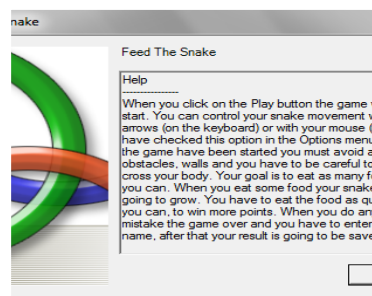 nake
Feed The Snake
Help
----------------
When you click on the Play button the game
start. You can control your snake movement
arrows (on the keyboard) or with your mouse (
have checked this option in the Options menu
the game have been started you must avoid a
obstacles, walls and you have to be careful to
cross your body. Your goal is to eat as many f
you can. When you eat some food your snake
going to grow. You have to eat the food as qu
you can, to win more points. When you do an
mistake the game over and you have to enter
name, after that your result is going to be save